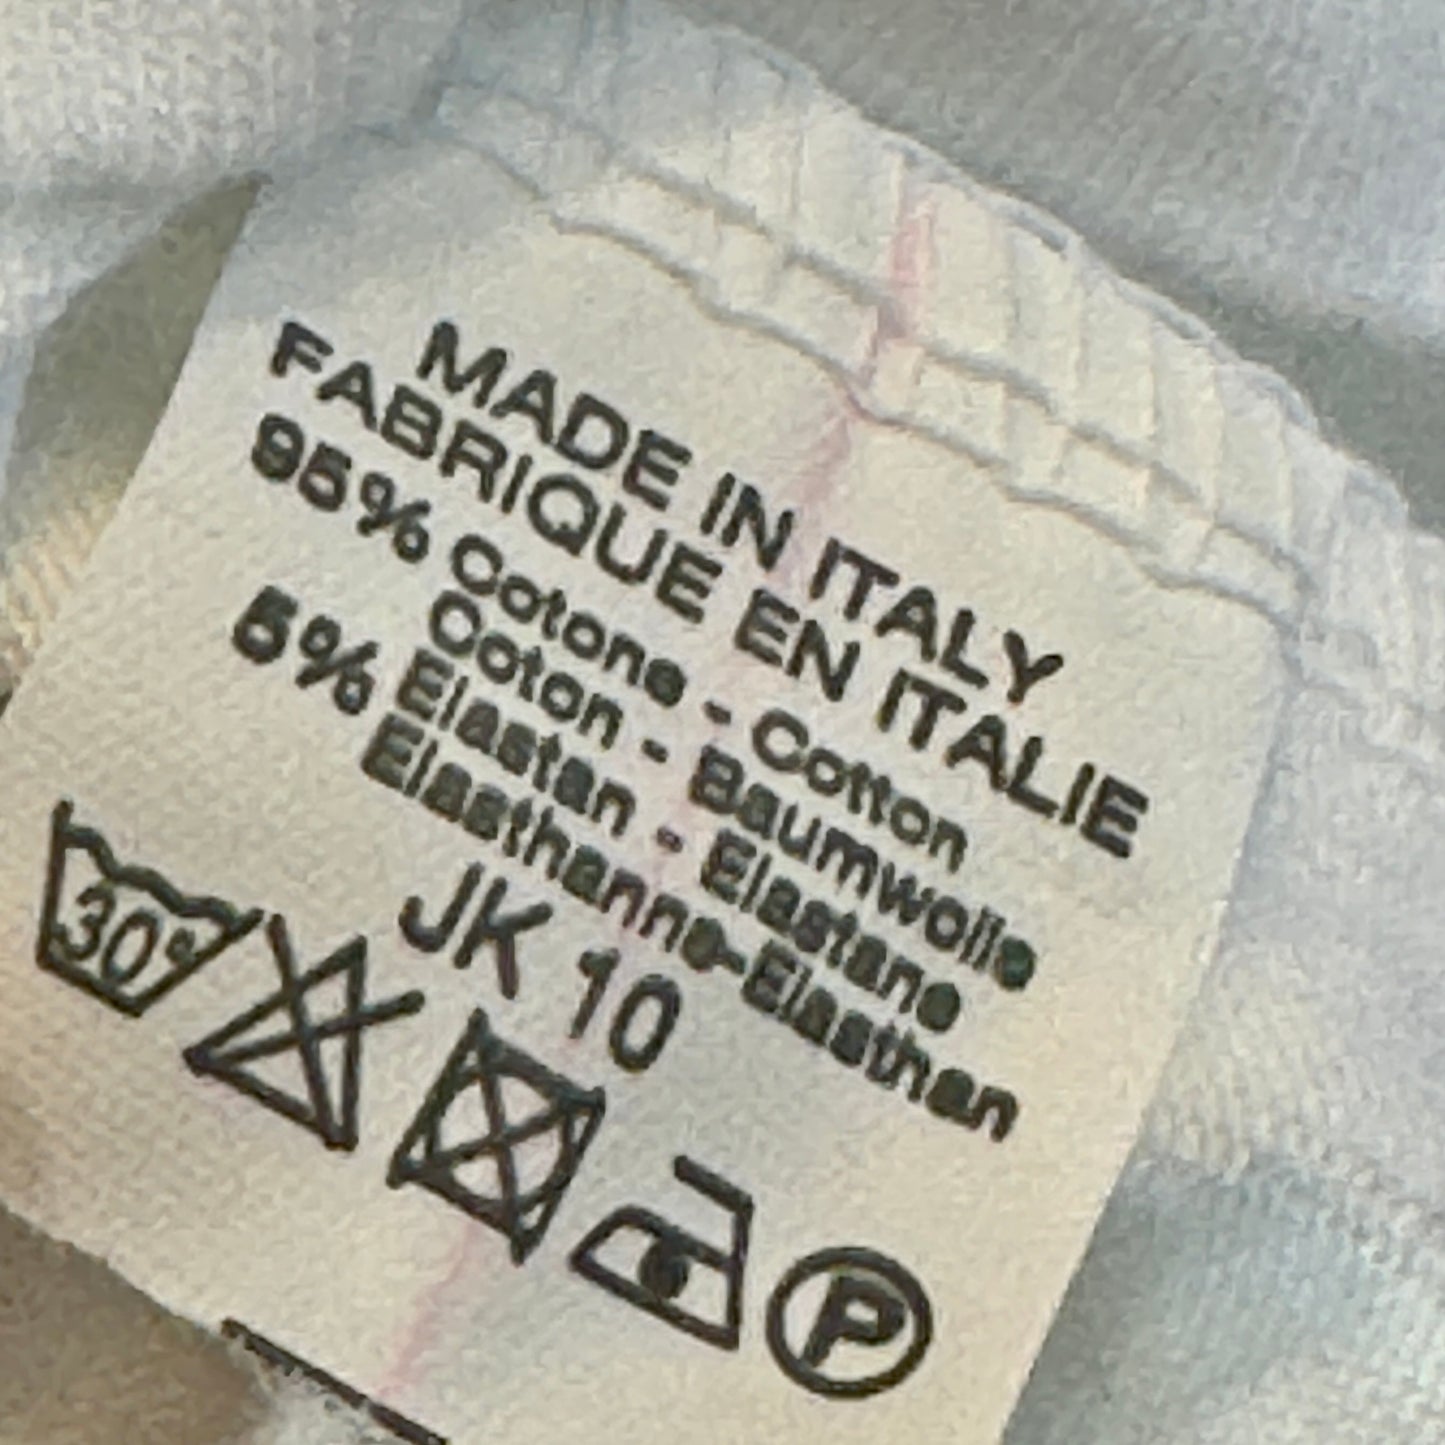 MADE IN ITALY
FABRIQUE EN ITALIE
95% Cotone - Cotton
Coton - Baumwolle
5% Elastan - Elastane
Elasthanne-Elasthan
JK 10
30°
P